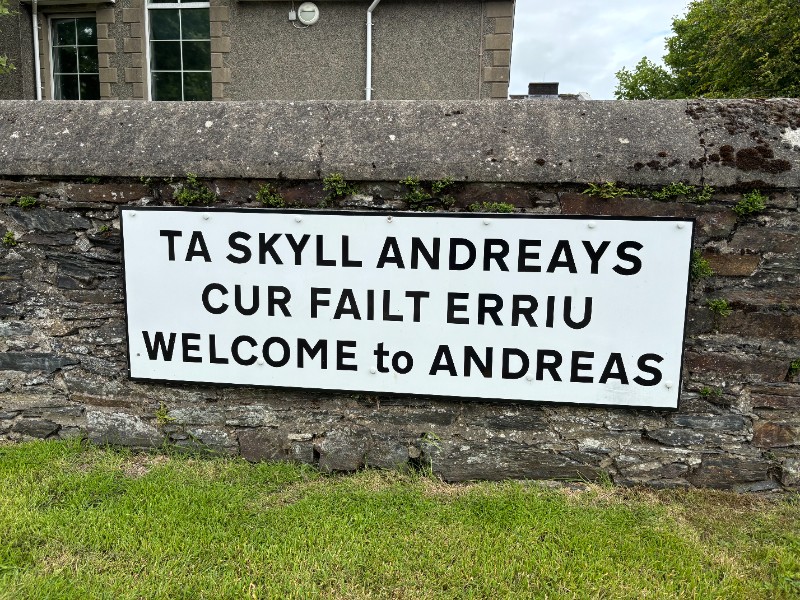 TA SKYLL ANDREAYS
CUR FAILT ERRIU
WELCOME to ANDREAS